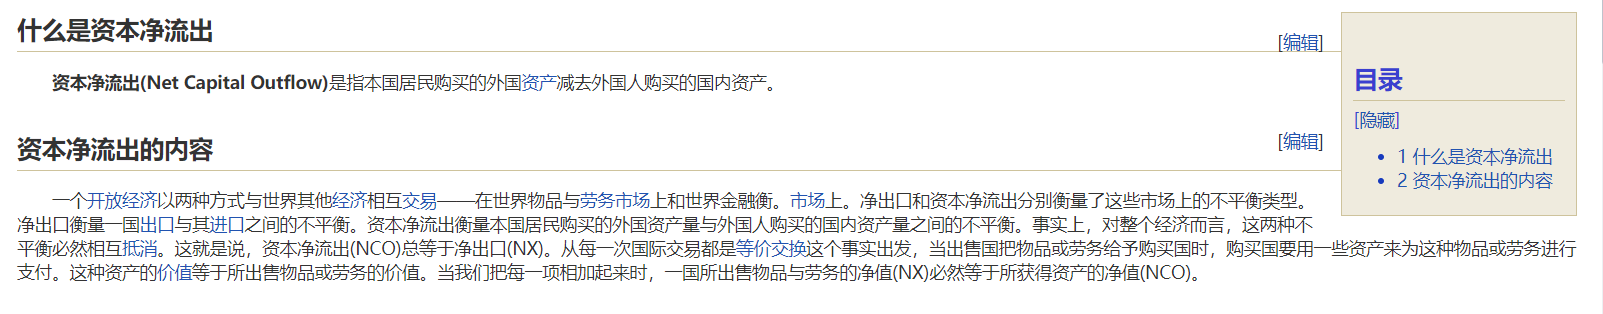 什么是资本净流出
[编辑]
资本净流出(Net Capital Outflow)是指本国居民购买的外国资产减去外国人购买的国内资产。
资本净流出的内容
[编辑]
一个开放经济以两种方式与世界其他经济相互交易——在世界物品与劳务市场上和世界金融衡。市场上。净出口和资本净流出分别衡量了这些市场上的不平衡类型。
净出口衡量一国出口与其进口之间的不平衡。资本净流出衡量本国居民购买的外国资产量与外国人购买的国内资产量之间的不平衡。事实上，对整个经济而言，这两种不
平衡必然相互抵消。这就是说，资本净流出(NCO)总等于净出口(NX)。从每一次国际交易都是等价交换这个事实出发，当出售国把物品或劳务给予购买国时，购买国要用一些资产来为这种物品或劳务进行
支付。这种资产的价值等于所出售物品或劳务的价值。当我们把每一项相加起来时，一国所出售物品与劳务的净值(NX)必然等于所获得资产的净值(NCO)。
目录
[隐藏]
1 什么是资本净流出
2 资本净流出的内容